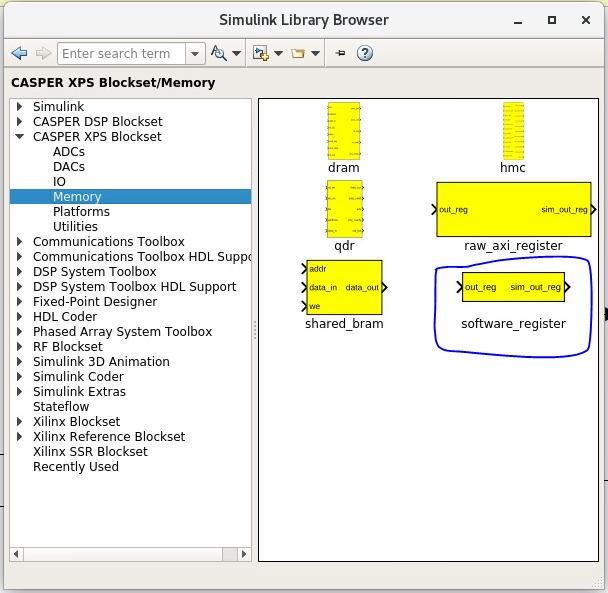 Simulink Library Browser
Enter search term
CASPER XPS Blockset/Memory
Simulink
CASPER DSP Blockset
CASPER XPS Blockset
ADCs
DACs
IO
Memory
Platforms
Utilities
Communications Toolbox
Communications Toolbox HDL Suppo
DSP System Toolbox
DSP System Toolbox HDL Support
Fixed-Point Designer
HDL Coder
Phased Array System Toolbox
RF Blockset
Simulink 3D Animation
Simulink Coder
Simulink Extras
Stateflow
Xilinx Blockset
Xilinx Reference Blockset
Xilinx SSR Blockset
Recently Used
dram
hmc
qdr
out_reg sim_out_reg
raw_axi_register
addr
data_in data_out
we
shared_bram
out_reg sim_out_reg
software_register